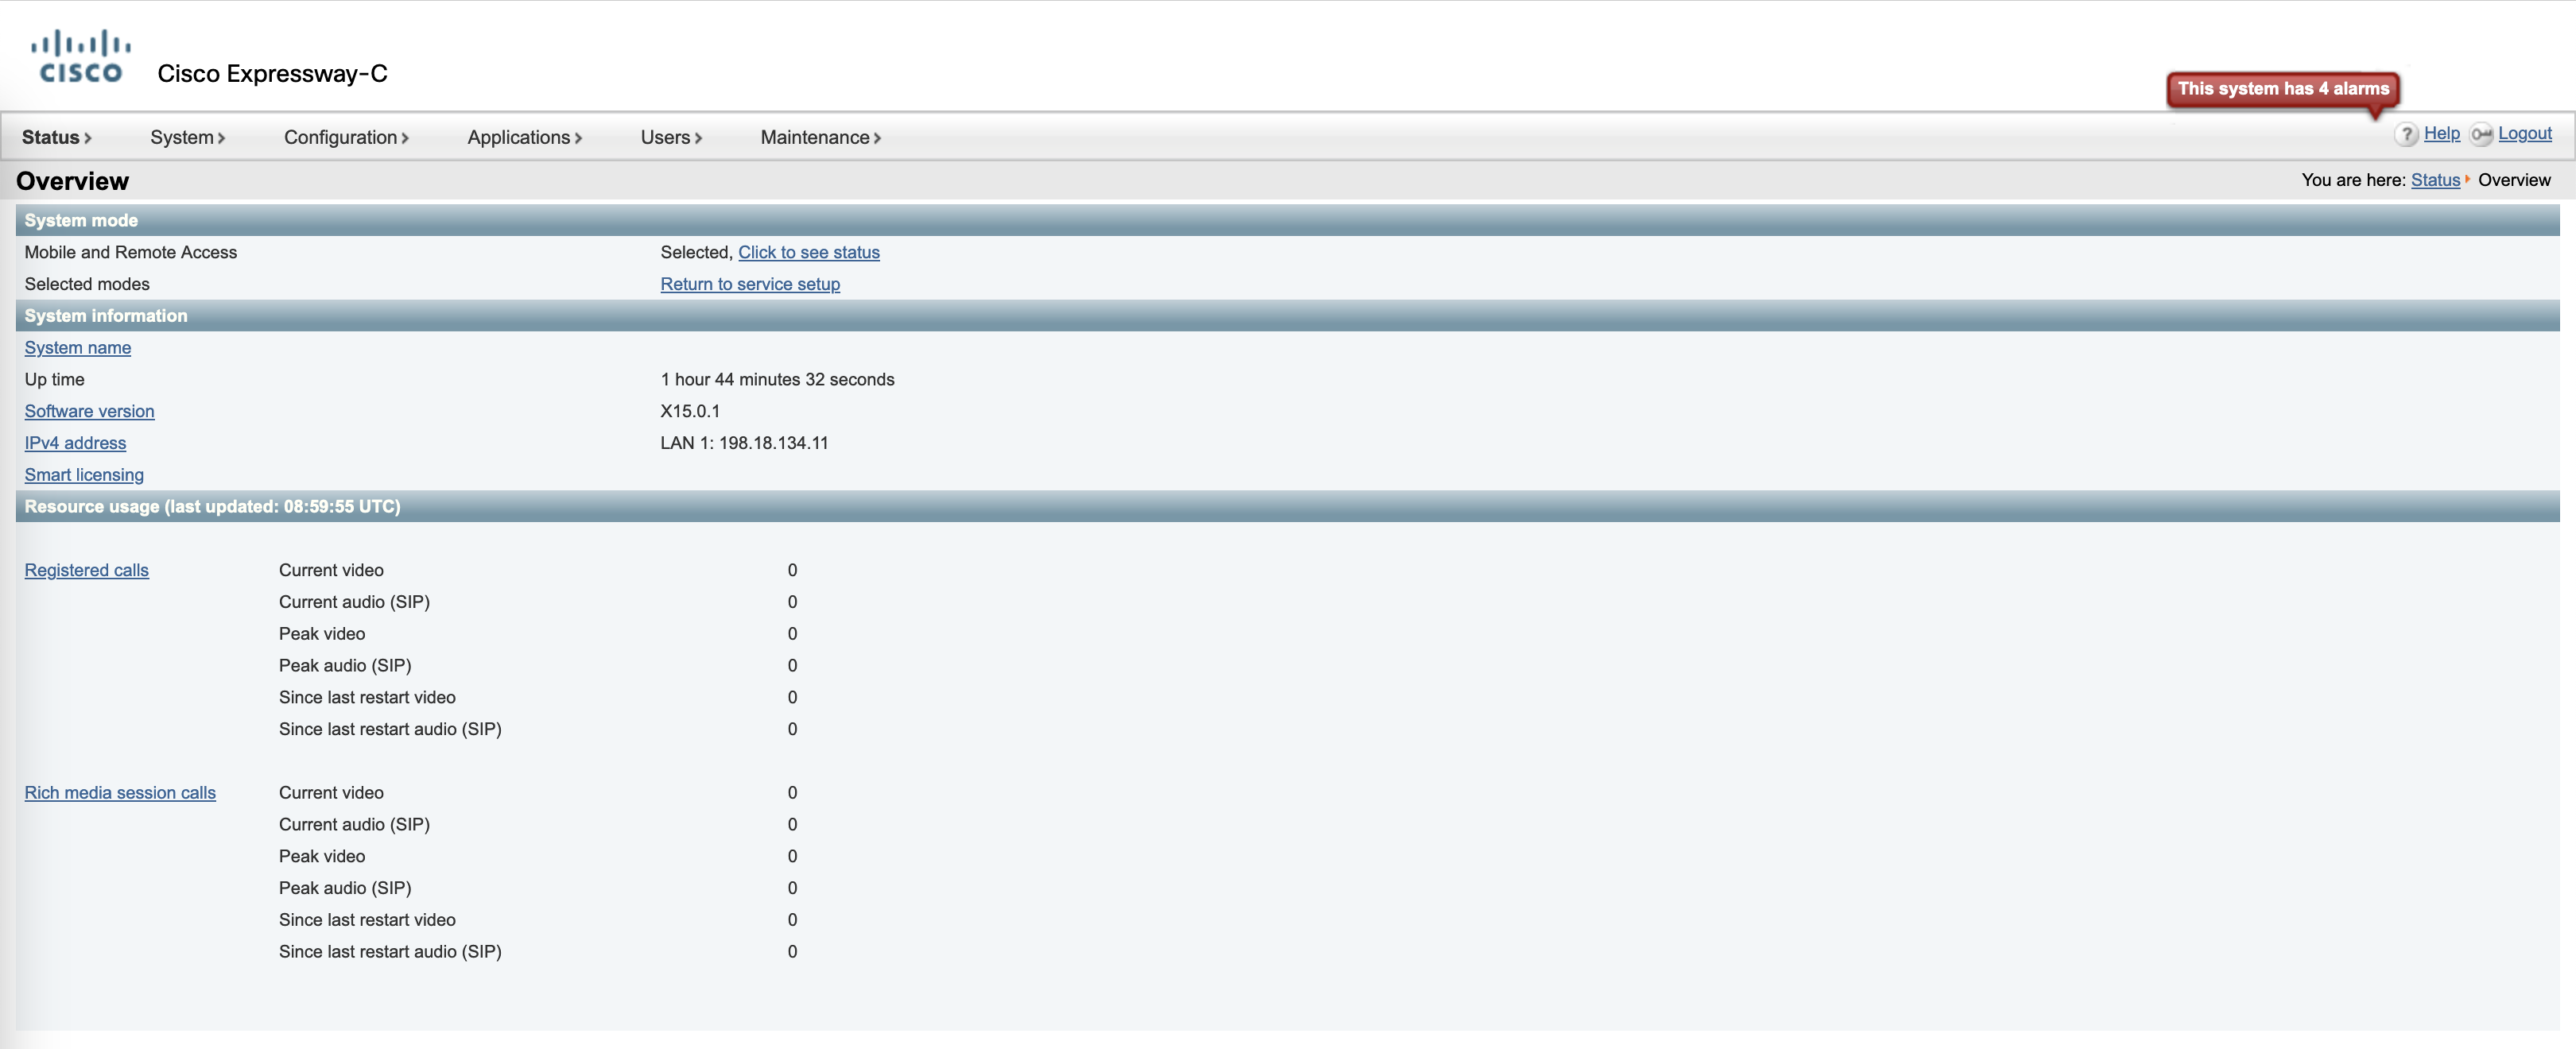 CISCO Cisco Expressway-C
This system has 4 alarms
Status System Configuration Applications Users Maintenance ? Help Logout
Overview You are here: Status Overview
System mode
Mobile and Remote Access Selected, Click to see status
Selected modes Return to service setup
System information
System name
Up time 1 hour 44 minutes 32 seconds
Software version X15.0.1
IPv4 address LAN 1: 198.18.134.11
Smart licensing
Resource usage (last updated: 08:59:55 UTC)
Registered calls Current video 0
Current audio (SIP) 0
Peak video 0
Peak audio (SIP) 0
Since last restart video 0
Since last restart audio (SIP) 0
Rich media session calls Current video 0
Current audio (SIP) 0
Peak video 0
Peak audio (SIP) 0
Since last restart video 0
Since last restart audio (SIP) 0